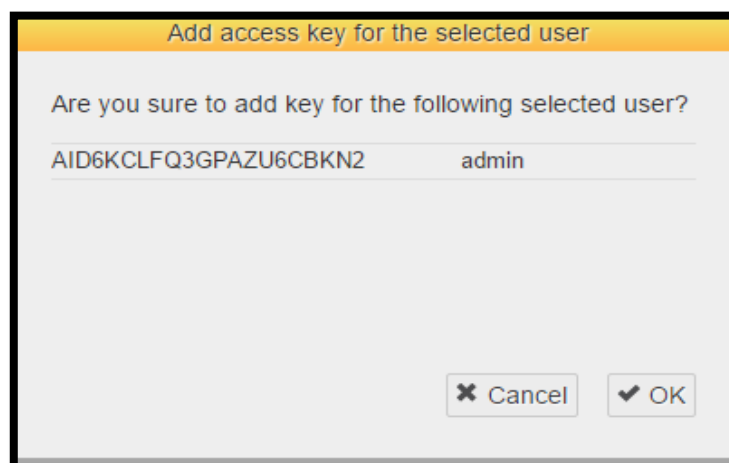 Add access key for the selected user
Are you sure to add key for the following selected user?
AID6KCLFQ3GPAZU6CBKN2 admin
Cancel OK